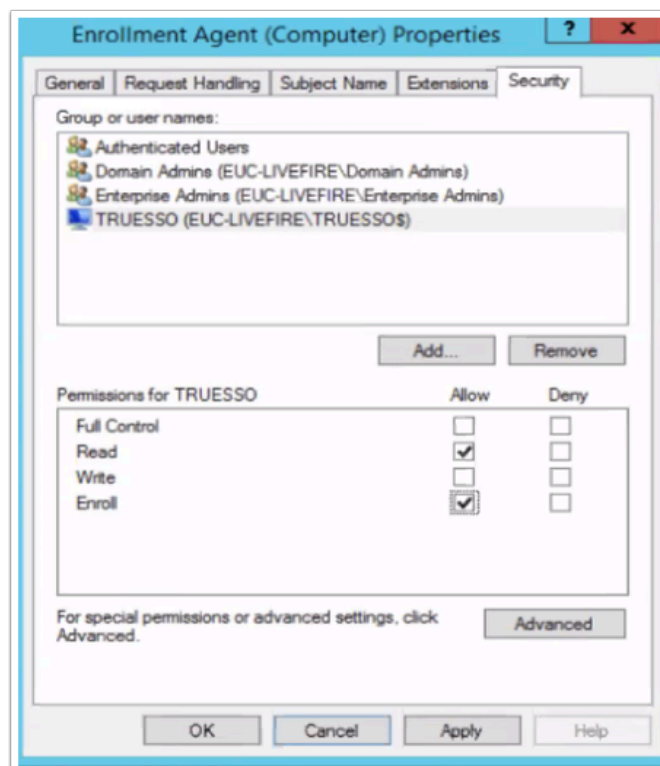 Enrollment Agent (Computer) Properties ? x
General Request Handling Subject Name Extensions Security
Group or user names:
Authenticated Users
Domain Admins (EUC-LIVEFIRE\Domain Admins)
Enterprise Admins (EUC-LIVEFIRE\Enterprise Admins)
TRUESSO (EUC-LIVEFIRE\TRUESSO$)
Add... Remove
Permissions for TRUESSO Allow Deny
Full Control
Read
Write
Enroll
For special permissions or advanced settings, click
Advanced.
Advanced
OK Cancel Apply Help